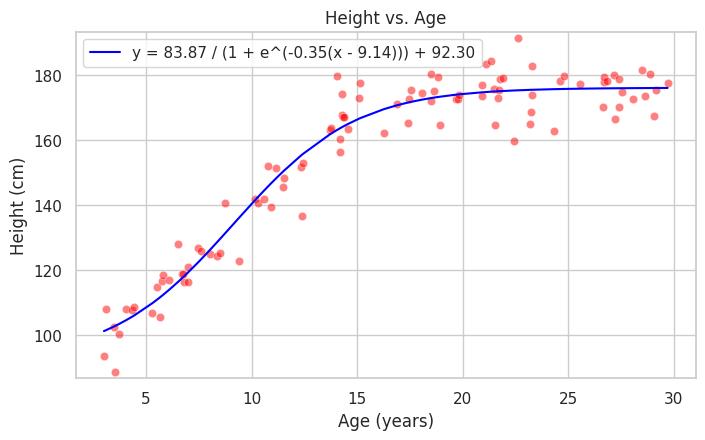 Height vs. Age
y = 83.87 / (1 + e^(-0.35(x - 9.14))) + 92.30
180
160
140
120
100
Height (cm)
5 10 15 20 25 30
Age (years)